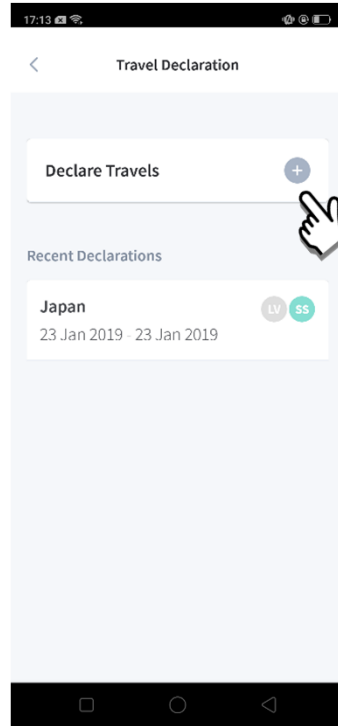 17:13
Travel Declaration
Declare Travels
Recent Declarations
Japan
LV SS
23 Jan 2019 - 23 Jan 2019